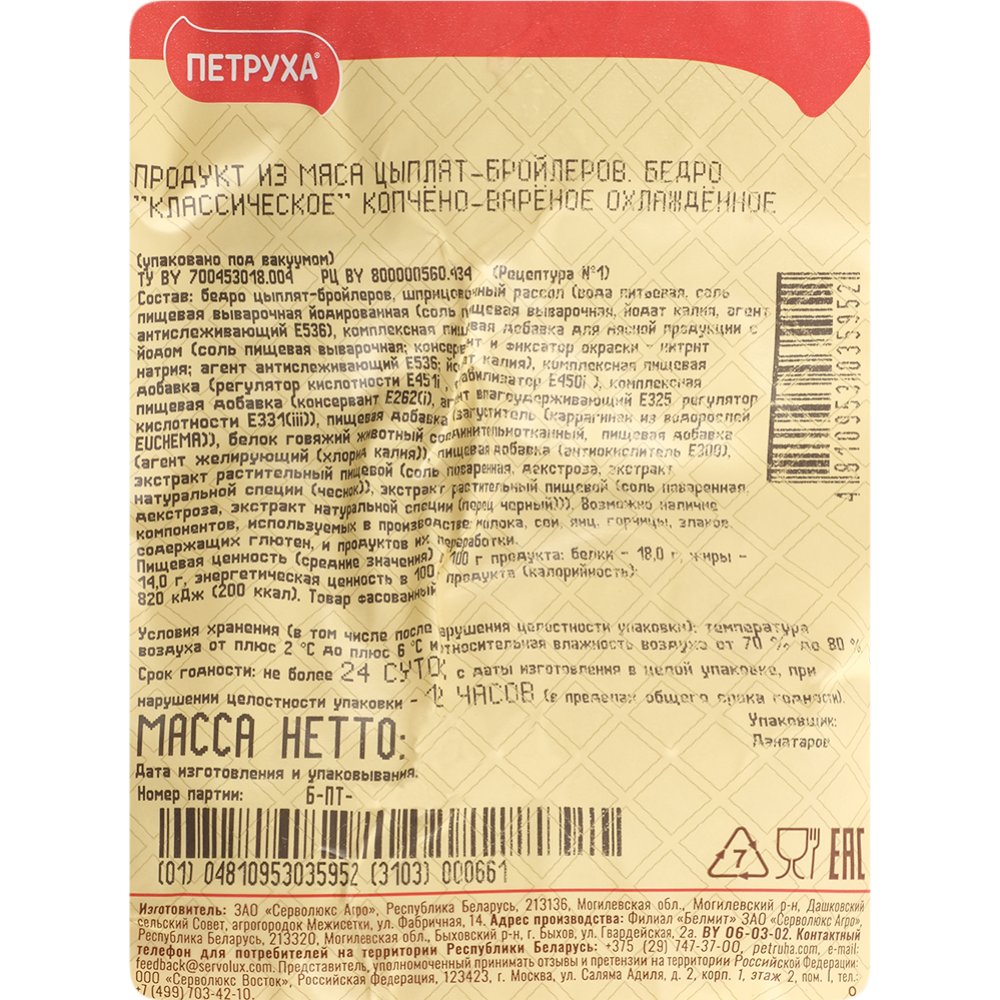 ПЕТРУХА®
ПРОДУКТ ИЗ МЯСА ЦЫПЛЯТ-БРОЙЛЕРОВ. БЕДРО
"КЛАССИЧЕСКОЕ" КОПЧЁНО-ВАРЁНОЕ ОХЛАЖДЁННОЕ
(упаковано под вакуумом)
ТУ BY 700453018.004 РЦ BY 800000560.434 (Рецептура №1)
Состав: бедро цыплят-бройлеров, шприцовочный рассол (вода питьевая, соль
пищевая выварочная йодированная (соль пищевая выварочная, йодат калия, агент
антислеживающий E536), комплексная пищевая добавка для мясной продукции с
йодом (соль пищевая выварочная; консервант и фиксатор окраски - нитрит
натрия; агент антислеживающий E536; йодат калия), комплексная пищевая
добавка (регулятор кислотности E451i, стабилизатор E450i ), комплексная
пищевая добавка (консервант E262(i), агент влагоудерживающий E325 регулятор
кислотности E331(iii)), пищевая добавка (загуститель (каррагинан из водорослей
EUCHEMA)), белок говяжий животный соединительнотканный, пищевая добавка
(агент желирующий (хлорид калия)), пищевая добавка (антиокислитель E300),
экстракт растительный пищевой (соль поваренная, декстроза, экстракт
натуральной специи (чеснок)), экстракт растительный пищевой (соль поваренная,
декстроза, экстракт натуральной специи (перец черный))). Возможно наличие
компонентов, используемых в производстве: молока, сои, яиц, горчицы, злаков,
содержащих глютен, и продуктов их переработки.
Пищевая ценность (средние значения) 100 г продукта: белки - 18,0 г, жиры -
14,0 г, энергетическая ценность в 100 г продукта (калорийность):
820 кДж (200 ккал). Товар фасованный
Условия хранения (в том числе после нарушения целостности упаковки): температура
воздуха от плюс 2 °C до плюс 6 °C и относительная влажность воздуха от 70 % до 80 %
Срок годности: не более 24 СУТОК с даты изготовления в целой упаковке, при
нарушении целостности упаковки - 12 ЧАСОВ (в пределах общего срока годности).
МАССА НЕТТО:
Упаковщик:
Дэнатаров
Дата изготовления и упаковывания.
Номер партии: Б-ПТ-
(01) 04810953035952 (3103) 000661
4810953035952
7
EAC
Изготовитель: ЗАО «Серволюкс Агро», Республика Беларусь, 213136, Могилевская обл., Могилевский р-н, Дашковский
сельский Совет, агрогородок Межисетки, ул. Фабричная, 14. Адрес производства: Филиал «Белмит» ЗАО «Серволюкс Агро»,
Республика Беларусь, 213320, Могилевская обл., Быховский р-н, г. Быхов, ул. Гвардейская, 2а. BY 06-03-02. Контактный
телефон для потребителей на территории Республики Беларусь: +375 (29) 747-37-00, petruha.com, e-mail:
feedback@servolux.com. Представитель, уполномоченный принимать отзывы и претензии на территории Российской Федерации:
ООО «Серволюкс Восток», Российская Федерация, 123423, г. Москва, ул. Саляма Адиля, д. 2, корп. 1, этаж 2, пом. I, тел.:
+7 (499) 703-42-10.